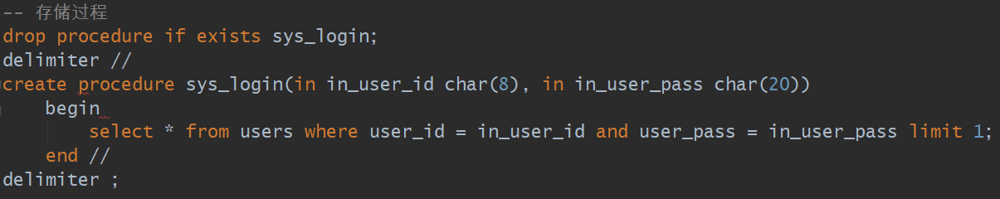 -- 存储过程
drop procedure if exists sys_login;
delimiter //
create procedure sys_login(in in_user_id char(8), in in_user_pass char(20))
    begin
        select * from users where user_id = in_user_id and user_pass = in_user_pass limit 1;
    end //
delimiter ;